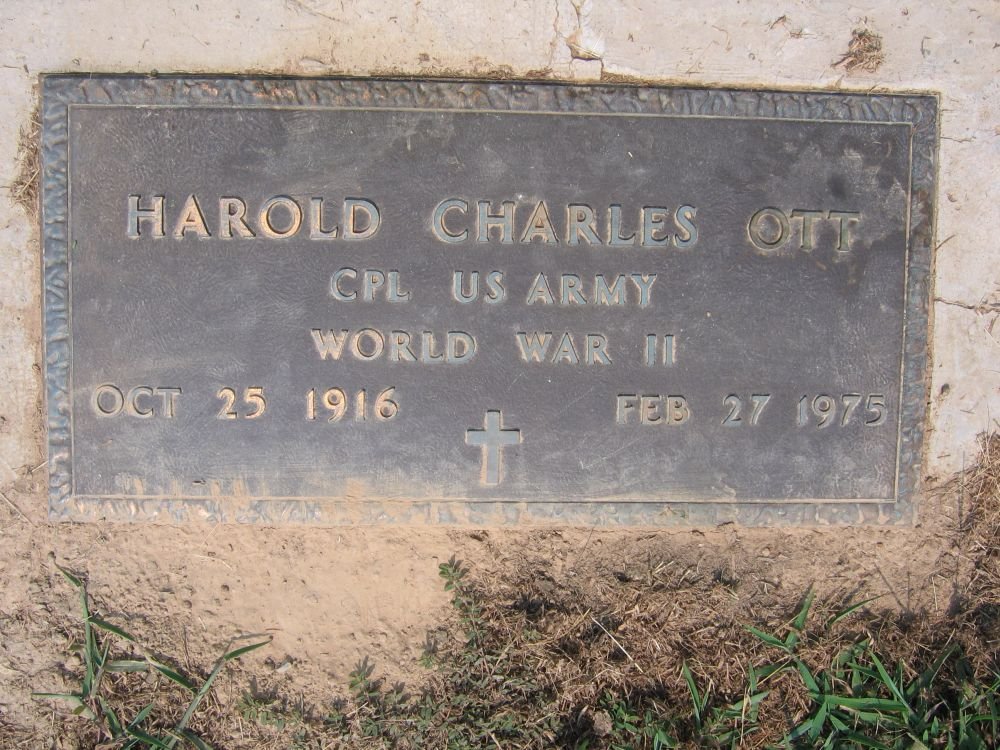 HAROLD CHARLES OTT
CPL US ARMY
WORLD WAR II
OCT 25 1916 FEB 27 1975